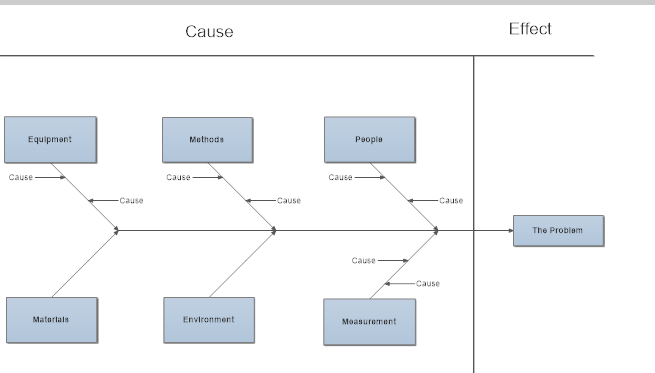 Cause
Effect
Equipment
Methods
People
Cause
Cause
Cause
Cause
Cause
Cause
The Problem
Cause
Cause
Materials
Environment
Measurement